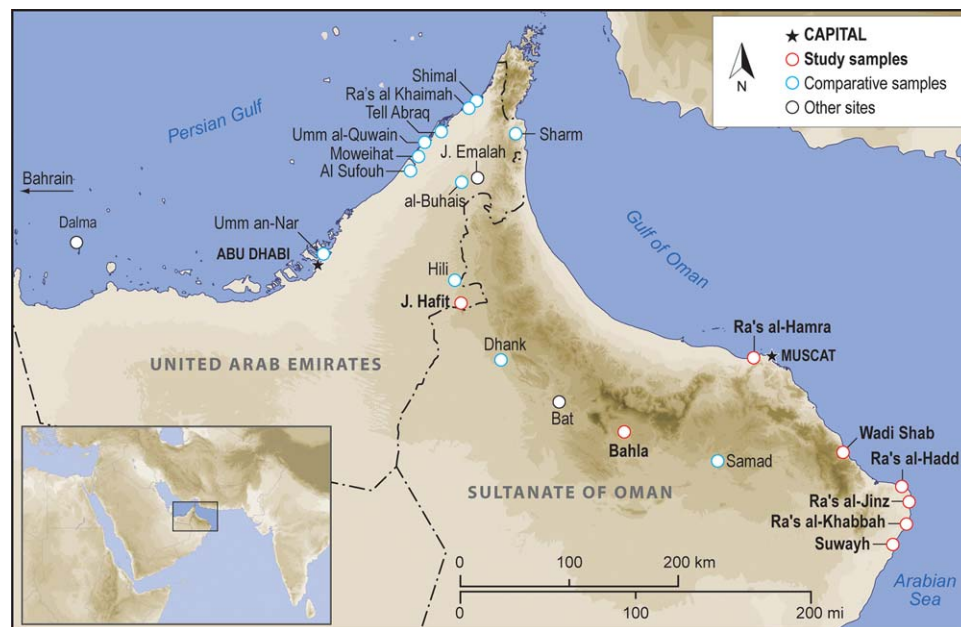 CAPITAL
Study samples
Comparative samples
Other sites
N
Persian Gulf
Bahrain
Dalma
Shimal
Ra's al Khaimah
Tell Abraq
Umm al-Quwain
Moweihat
Al Sufouh
J. Emalah
Sharm
al-Buhais
Umm an-Nar
ABU DHABI
Gulf of Oman
Hili
J. Hafit
Ra's al-Hamra
MUSCAT
UNITED ARAB EMIRATES
Dhank
Bat
Bahla
Samad
Wadi Shab
Ra's al-Hadd
Ra's al-Jinz
Ra's al-Khabbah
Suwayh
SULTANATE OF OMAN
Arabian
Sea
0 100 200 km
0 100 200 mi